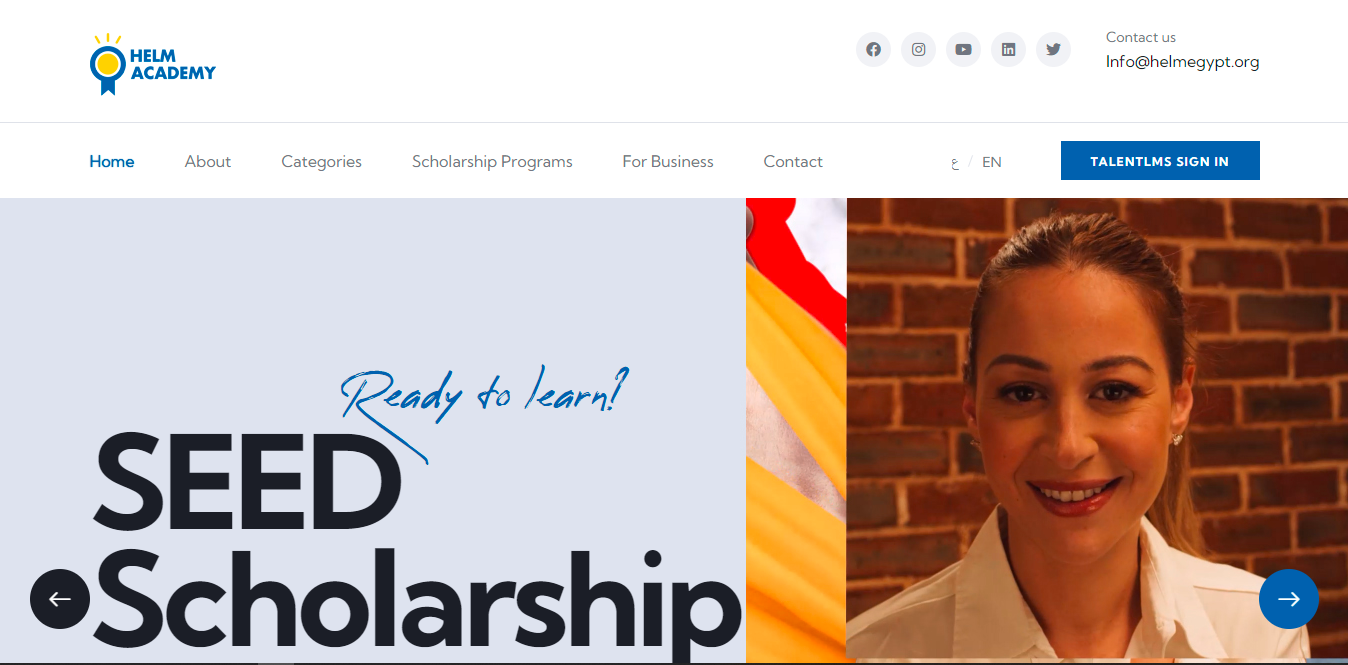 HELM
ACADEMY
Contact us
Info@helmegypt.org
Home About Categories Scholarship Programs For Business Contact ع / EN TALENTLMS SIGN IN
Ready to learn?
SEED
Scholarship